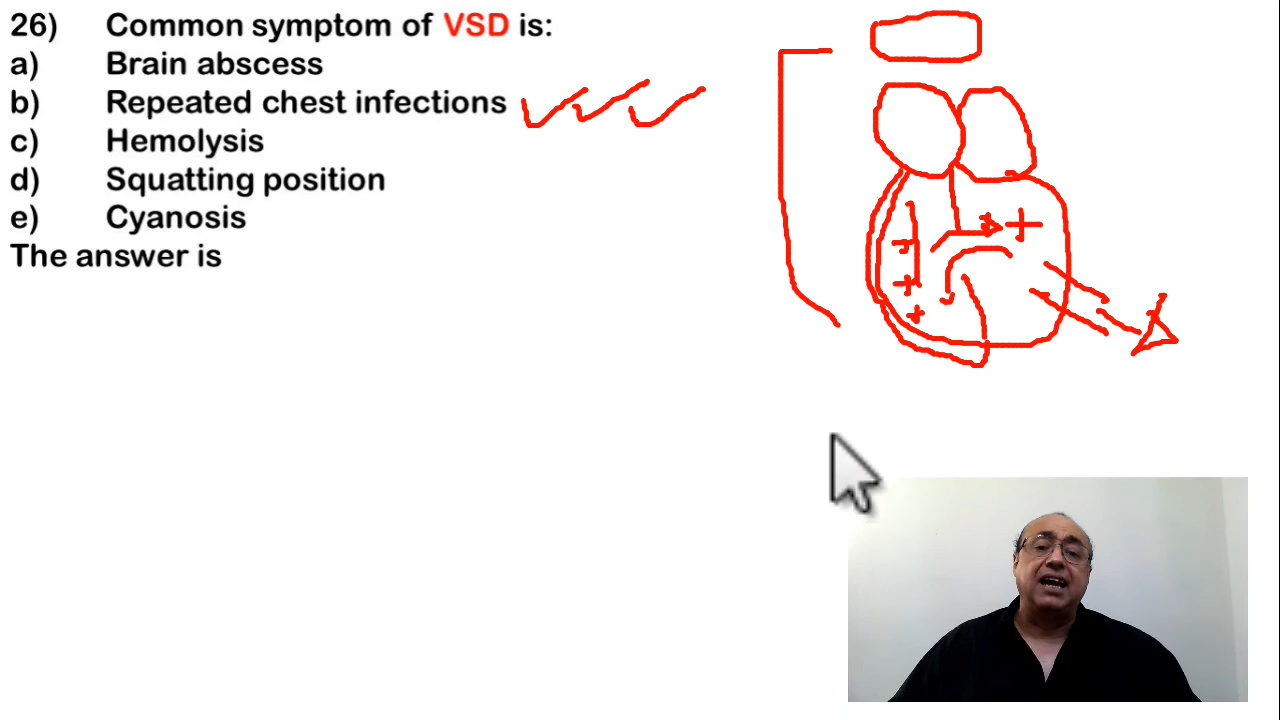 26) Common symptom of VSD is:
a) Brain abscess
b) Repeated chest infections
c) Hemolysis
d) Squatting position
e) Cyanosis
The answer is